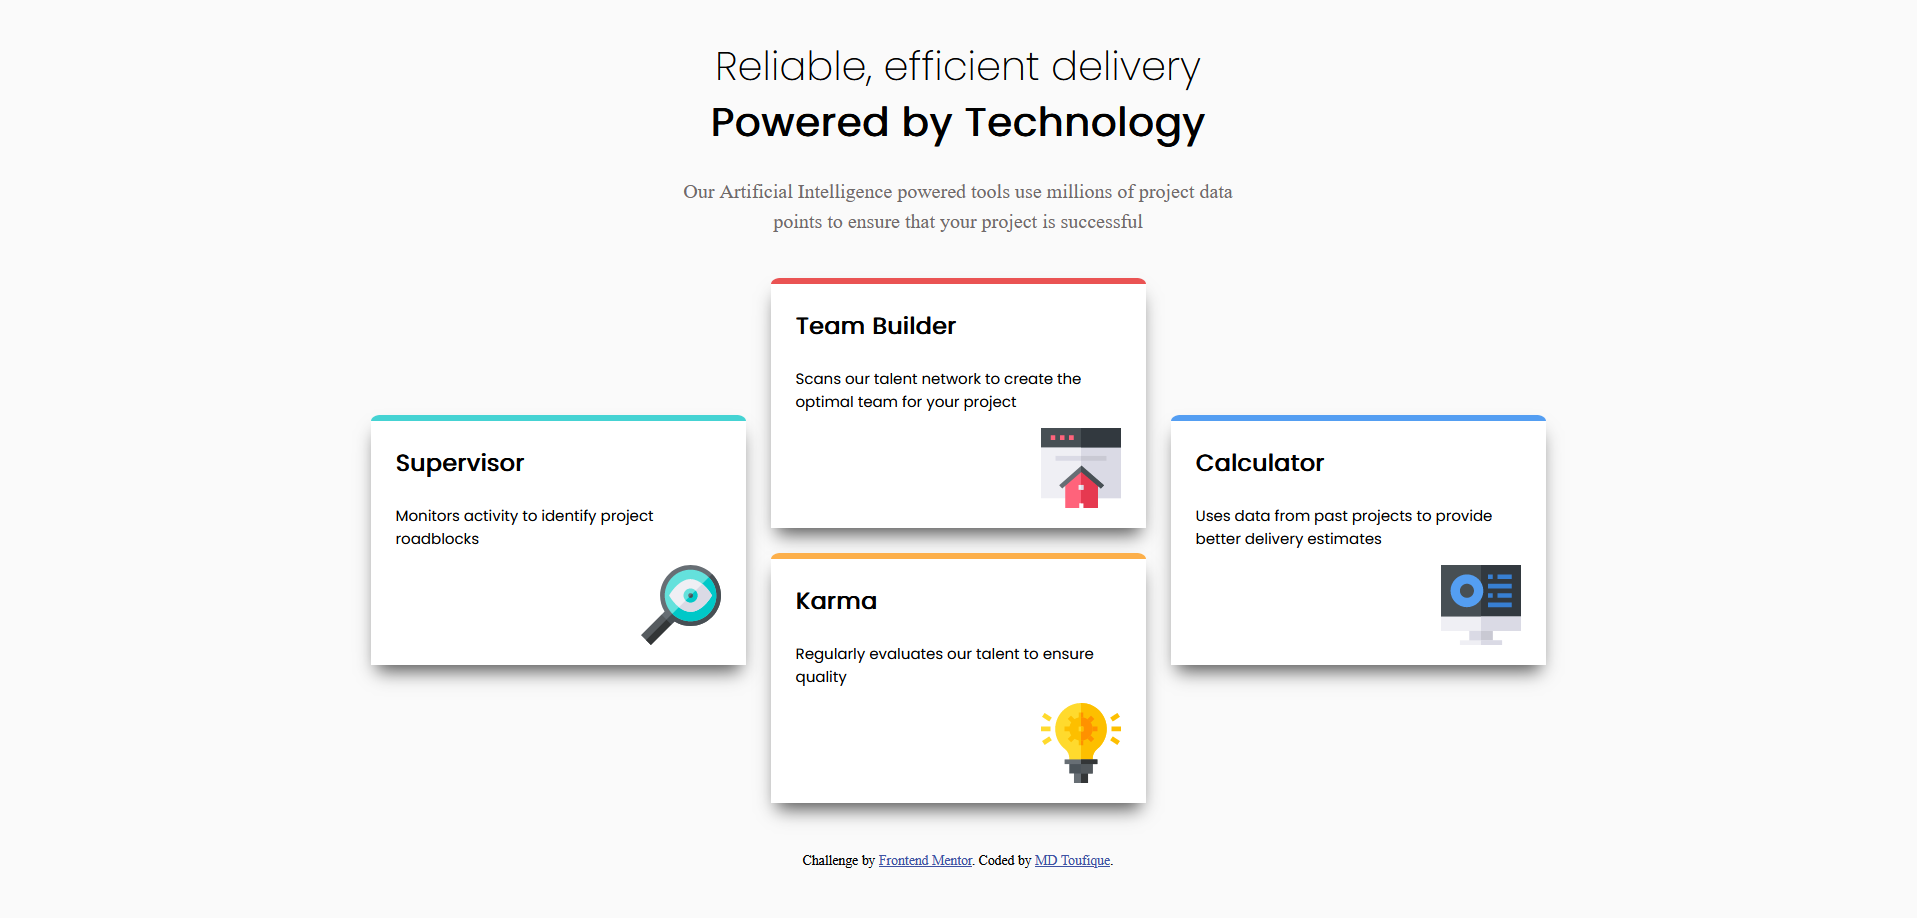 Reliable, efficient delivery
Powered by Technology
Our Artificial Intelligence powered tools use millions of project data
points to ensure that your project is successful
Team Builder
Scans our talent network to create the
optimal team for your project
Supervisor
Monitors activity to identify project
roadblocks
Calculator
Uses data from past projects to provide
better delivery estimates
Karma
Regularly evaluates our talent to ensure
quality
Challenge by Frontend Mentor. Coded by MD Toufique.